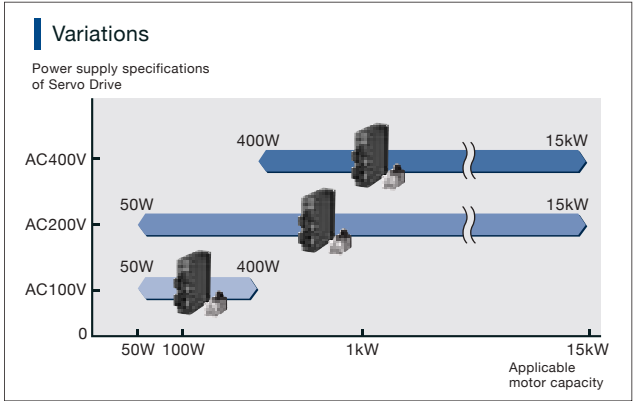 Variations
Power supply specifications
of Servo Drive
400W 15kW
AC400V
50W 15kW
AC200V
50W 400W
AC100V
0
50W 100W 1kW 15kW
Applicable
motor capacity